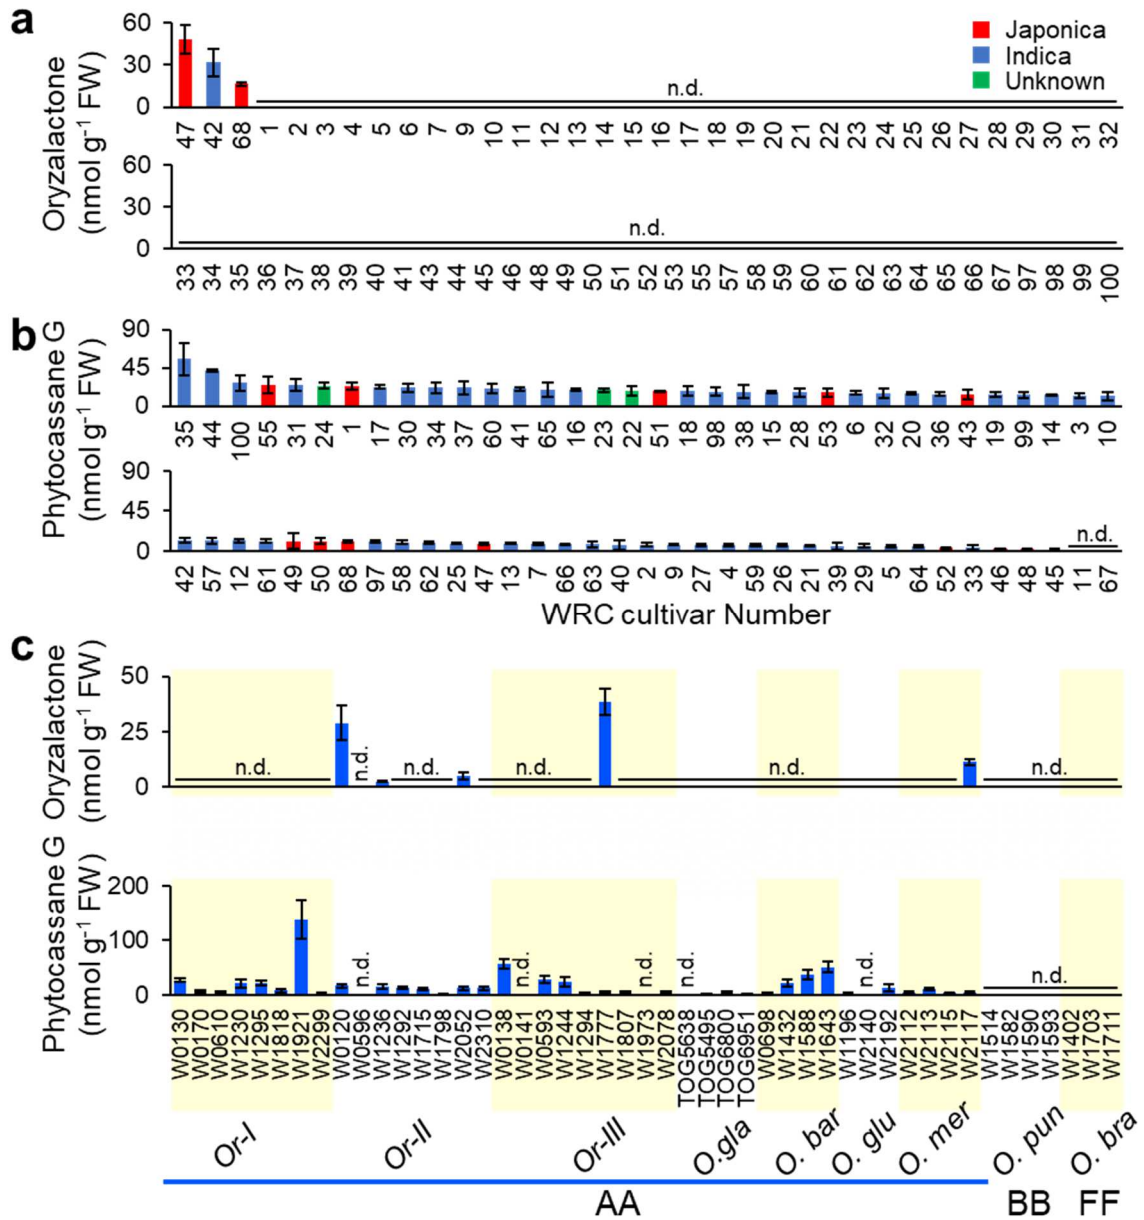 a
Oryzalactone
(nmol g⁻¹ FW)
60
30
0
Japonica
Indica
Unknown
n.d.
47 42 68 1 2 3 4 5 6 7 9 10 11 12 13 14 15 16 17 18 19 20 21 22 23 24 25 26 27 28 29 30 31 32
60
30
0
n.d.
33 34 35 36 37 38 39 40 41 43 44 45 46 48 49 50 51 52 53 55 57 58 59 60 61 62 63 64 65 66 67 97 98 99 100
b
Phytocassane G
(nmol g⁻¹ FW)
90
45
0
35 44 100 55 31 24 1 17 30 34 37 60 41 65 16 23 22 51 18 98 38 15 28 53 6 32 20 36 43 19 99 14 3 10
90
45
0
n.d.
42 57 12 61 49 50 68 97 58 62 25 47 13 7 66 63 40 2 9 27 4 59 26 21 39 29 5 64 52 33 46 48 45 11 67
WRC cultivar Number
c
Oryzalactone
(nmol g⁻¹ FW)
50
25
0
n.d. n.d. n.d. n.d. n.d. n.d.
Phytocassane G
(nmol g⁻¹ FW)
200
100
0
n.d. n.d. n.d. n.d. n.d. n.d.
W0130 W0170 W0610 W1230 W1295 W1818 W1921 W2299 W0120 W0596 W1236 W1292 W1715 W1798 W2052 W2310 W0138 W0141 W0593 W1244 W1294 W1777 W1807 W1973 W2078 TOG5638 TOG5495 TOG6800 TOG6951 W0698 W1432 W1588 W1643 W1196 W2140 W2192 W2112 W2113 W2115 W2117 W1514 W1582 W1590 W1593 W1402 W1703 W1711
Or-I Or-II Or-III O.gla O. bar O. glu O. mer O. pun O. bra
AA BB FF